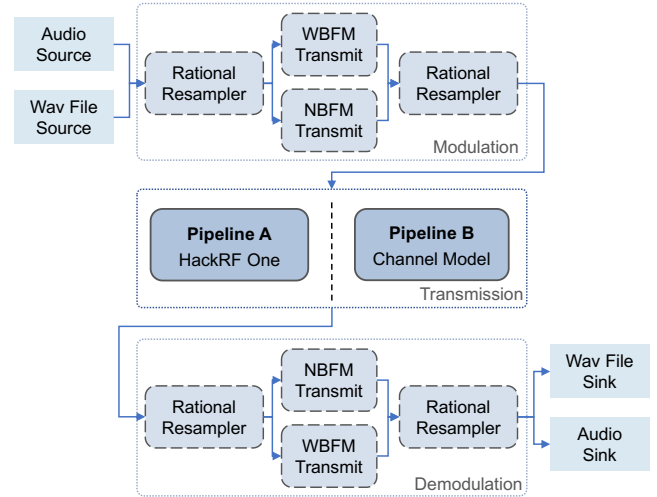 Audio
Source
Wav File
Source
Rational
Resampler
WBFM
Transmit
NBFM
Transmit
Rational
Resampler
Modulation
Pipeline A
HackRF One
Pipeline B
Channel Model
Transmission
Rational
Resampler
NBFM
Transmit
WBFM
Transmit
Rational
Resampler
Demodulation
Wav File
Sink
Audio
Sink